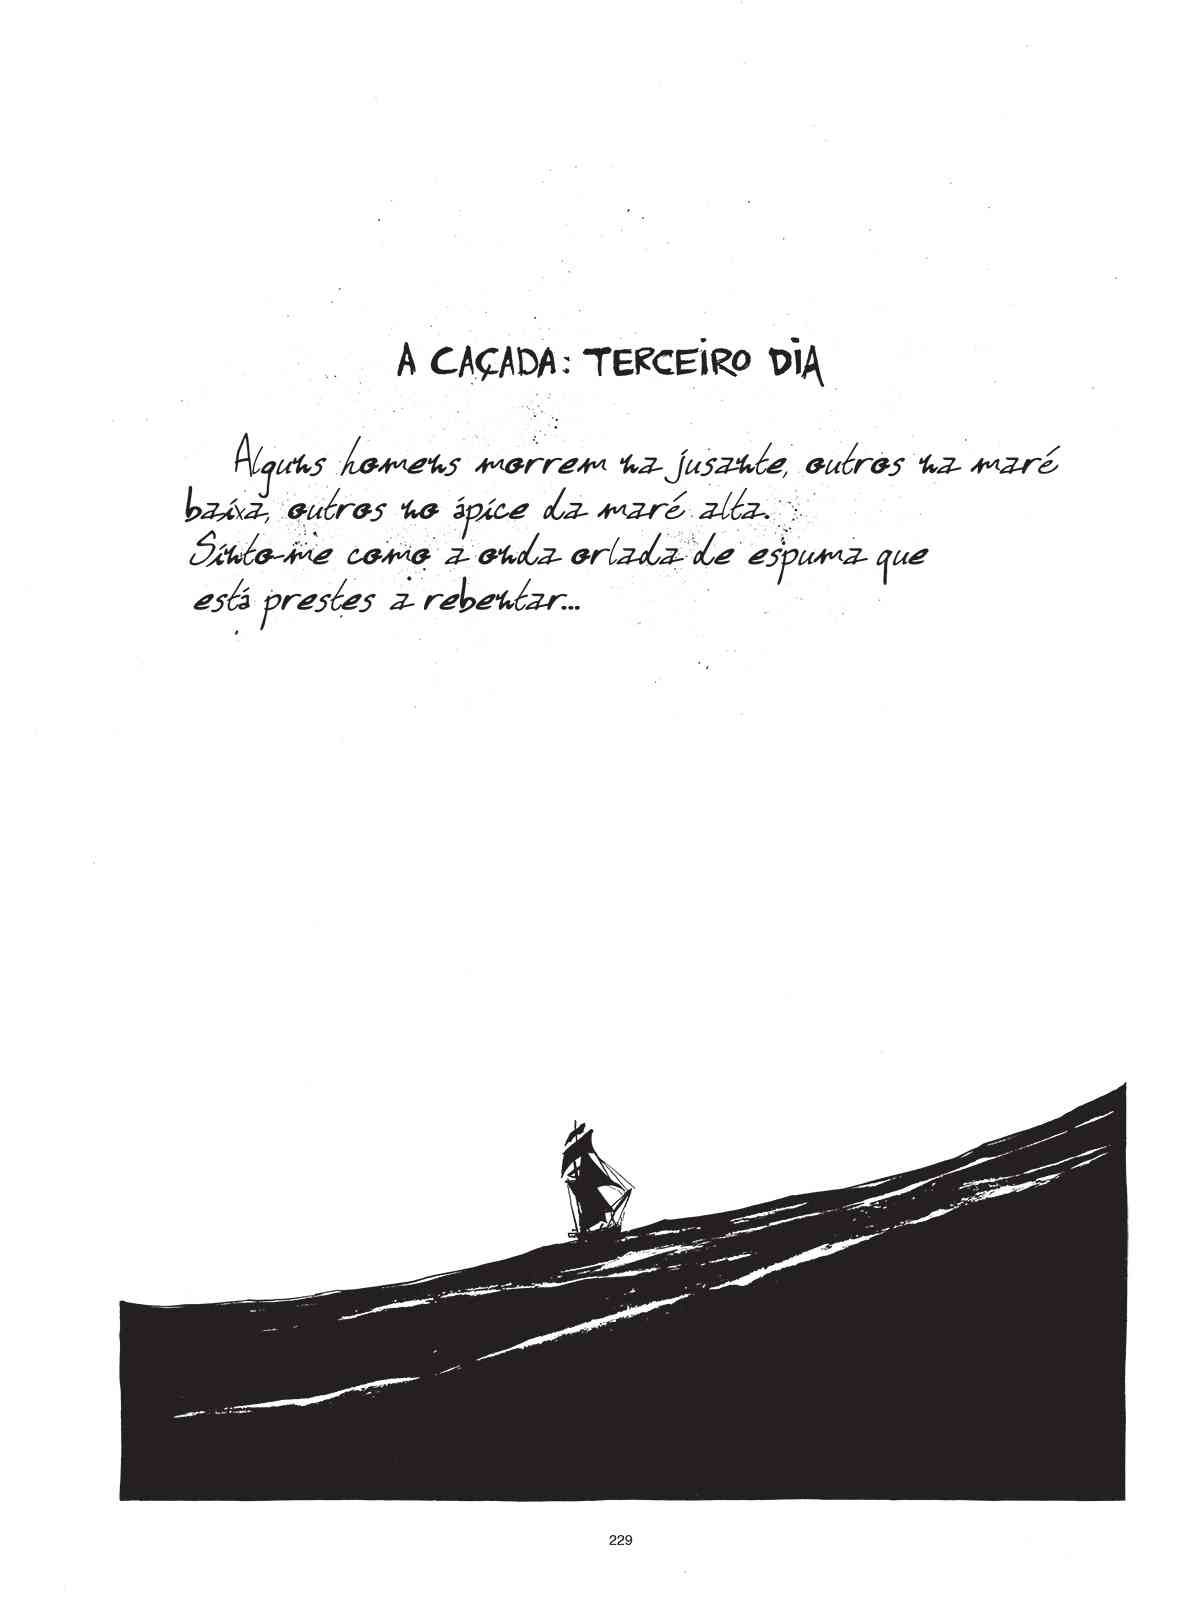 A CAÇADA: TERCEIRO DIA
Alguns homens morrem na jusante, outros na maré
baixa, outros no ápice da maré alta.
Sinto-me como a onda orlada de espuma que
está prestes a rebentar...
229